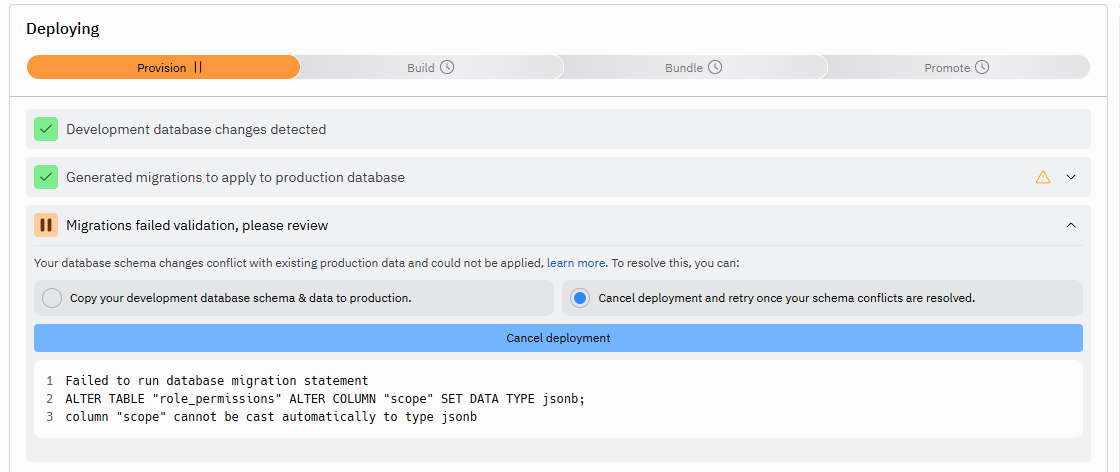 Deploying
Provision
Build
Bundle
Promote
Development database changes detected
Generated migrations to apply to production database
Migrations failed validation, please review
Your database schema changes conflict with existing production data and could not be applied, learn more. To resolve this, you can:
Copy your development database schema & data to production.
Cancel deployment and retry once your schema conflicts are resolved.
Cancel deployment
1 Failed to run database migration statement
2 ALTER TABLE "role_permissions" ALTER COLUMN "scope" SET DATA TYPE jsonb;
3 column "scope" cannot be cast automatically to type jsonb